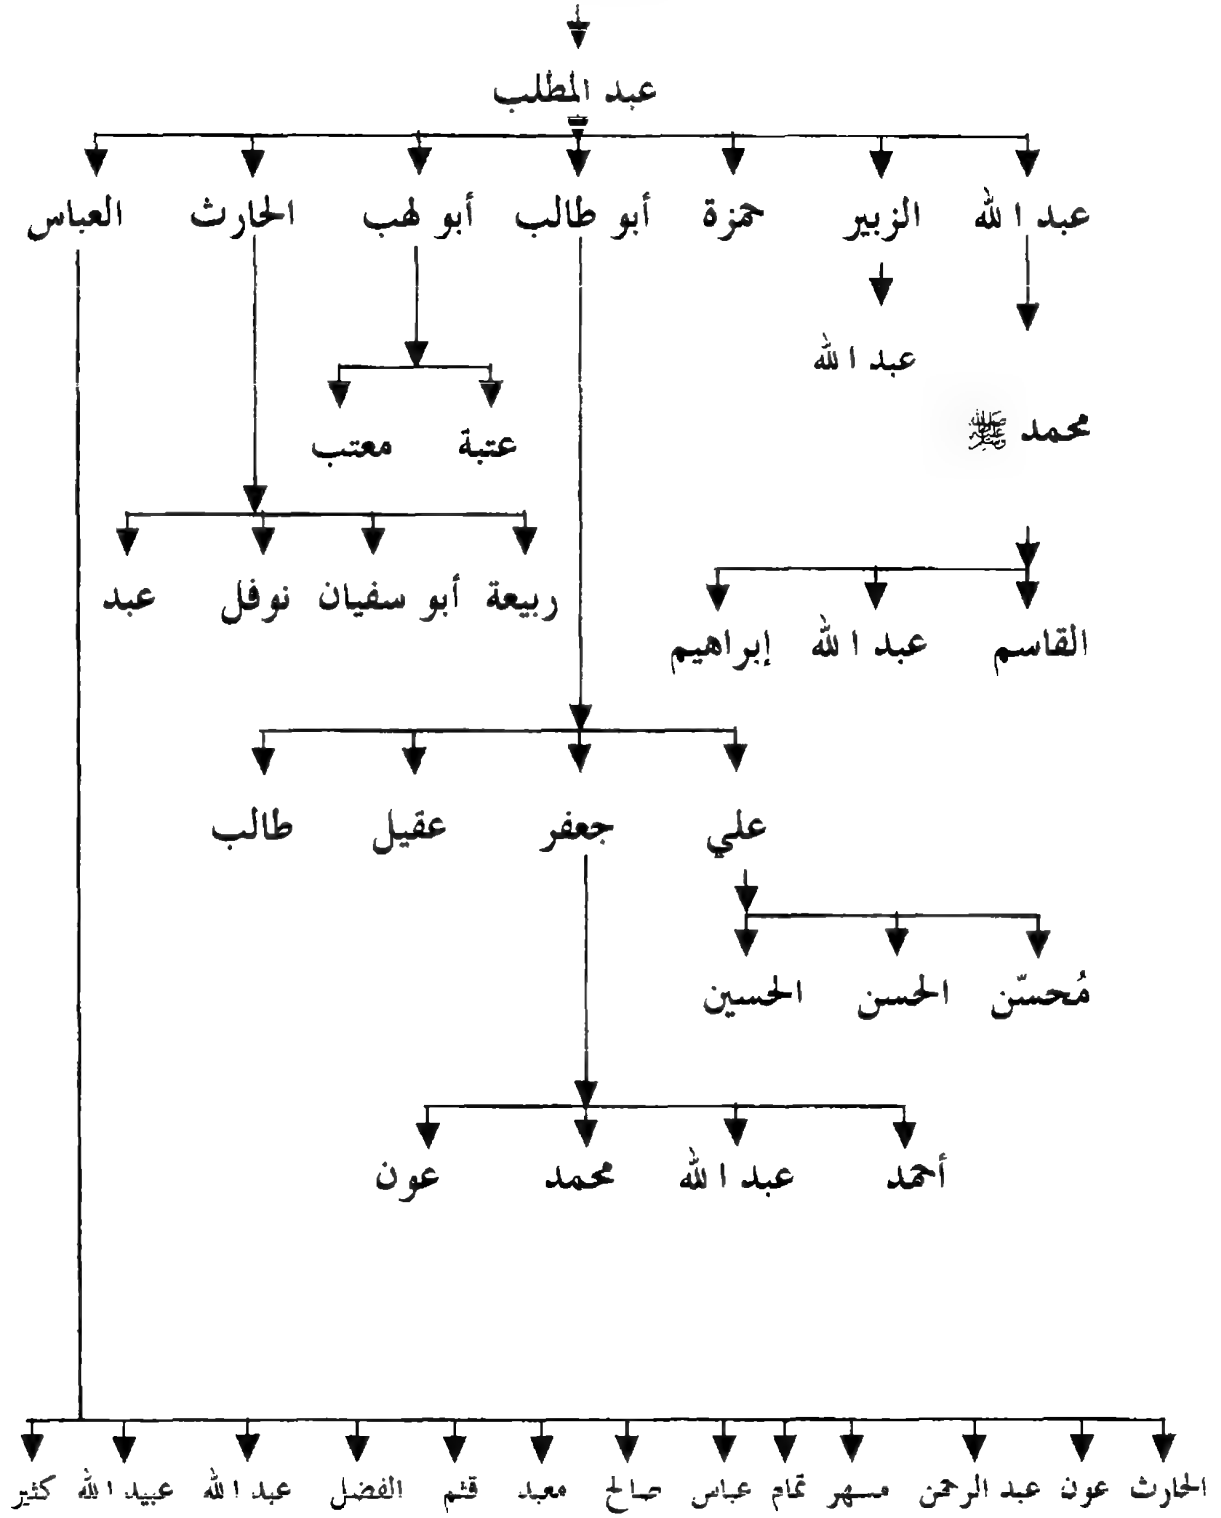 عبد المطلب
عبد الله الزبير حمزة أبو طالب أبو لهب الحارث العباس
عبد الله
محمد ﷺ
عتبة معتب
ربيعة أبو سفيان نوفل عبد
القاسم عبد الله إبراهيم
علي جعفر عقيل طالب
مُحسّن الحسن الحسين
أحمد عبد الله محمد عون
الحارث عون عبد الرحمن مسهر تمام عباس صالح معبد قثم الفضل عبد الله عبيد الله كثير